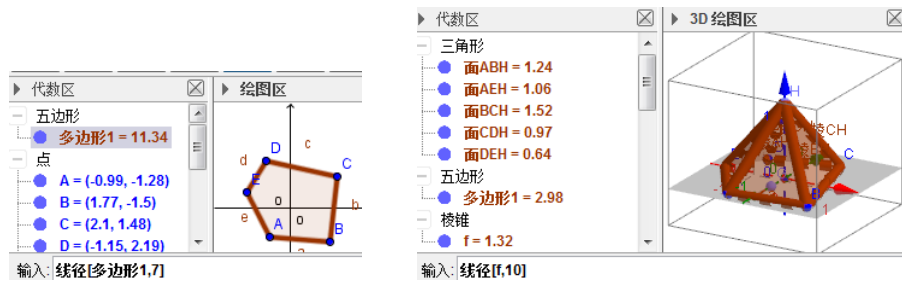 代数区
绘图区
五边形
多边形1 = 11.34
点
A = (-0.99, -1.28)
B = (1.77, -1.5)
C = (2.1, 1.48)
D = (-1.15, 2.19)
c
D
d
C
E
0
b
e
A
0
B
a
输入: 线径[多边形1,7]
代数区
3D 绘图区
三角形
面ABH = 1.24
面AEH = 1.06
面BCH = 1.52
面CDH = 0.97
面DEH = 0.64
五边形
多边形1 = 2.98
棱锥
f = 1.32
H
棱CH
C
输入: 线径[f,10]